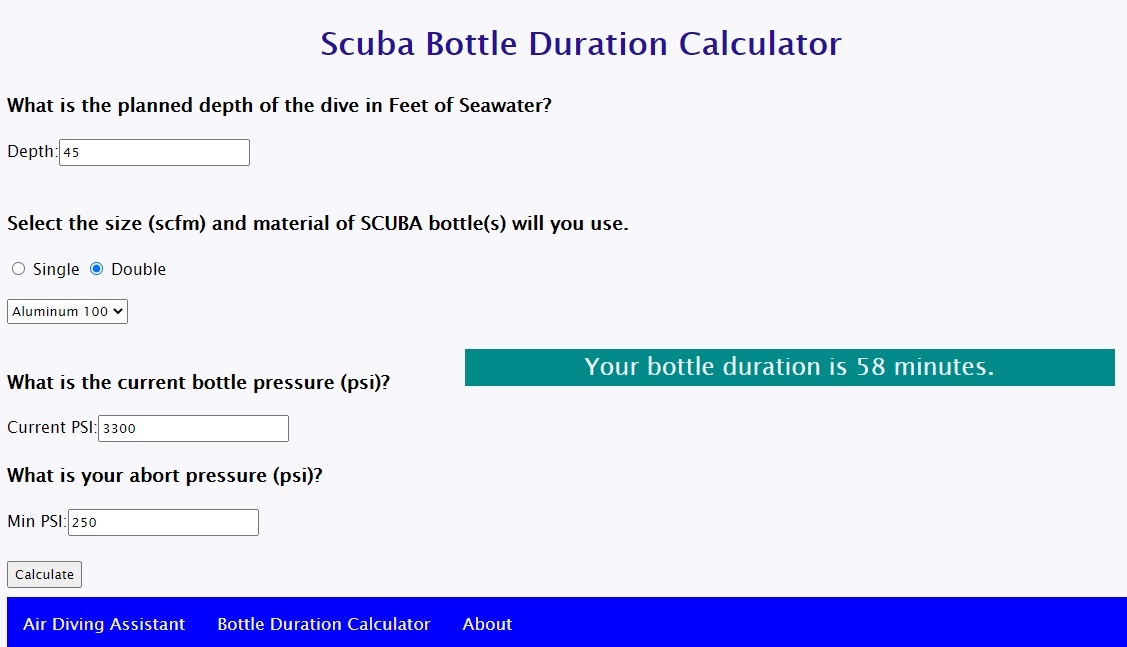 Scuba Bottle Duration Calculator
What is the planned depth of the dive in Feet of Seawater?
Depth: 45
Select the size (scfm) and material of SCUBA bottle(s) will you use.
Single Double
Aluminum 100
Your bottle duration is 58 minutes.
What is the current bottle pressure (psi)?
Current PSI: 3300
What is your abort pressure (psi)?
Min PSI: 250
Calculate
Air Diving Assistant Bottle Duration Calculator About